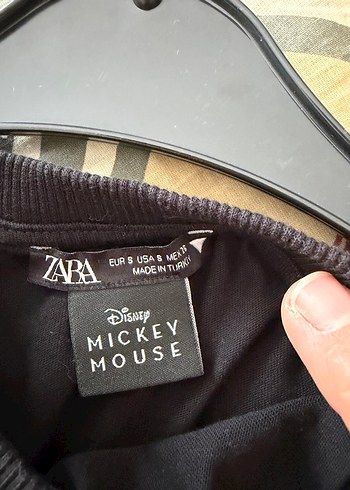 ZARA
EUR S USA S MEX 26
MADE IN TURKEY
Disney
MICKEY
MOUSE